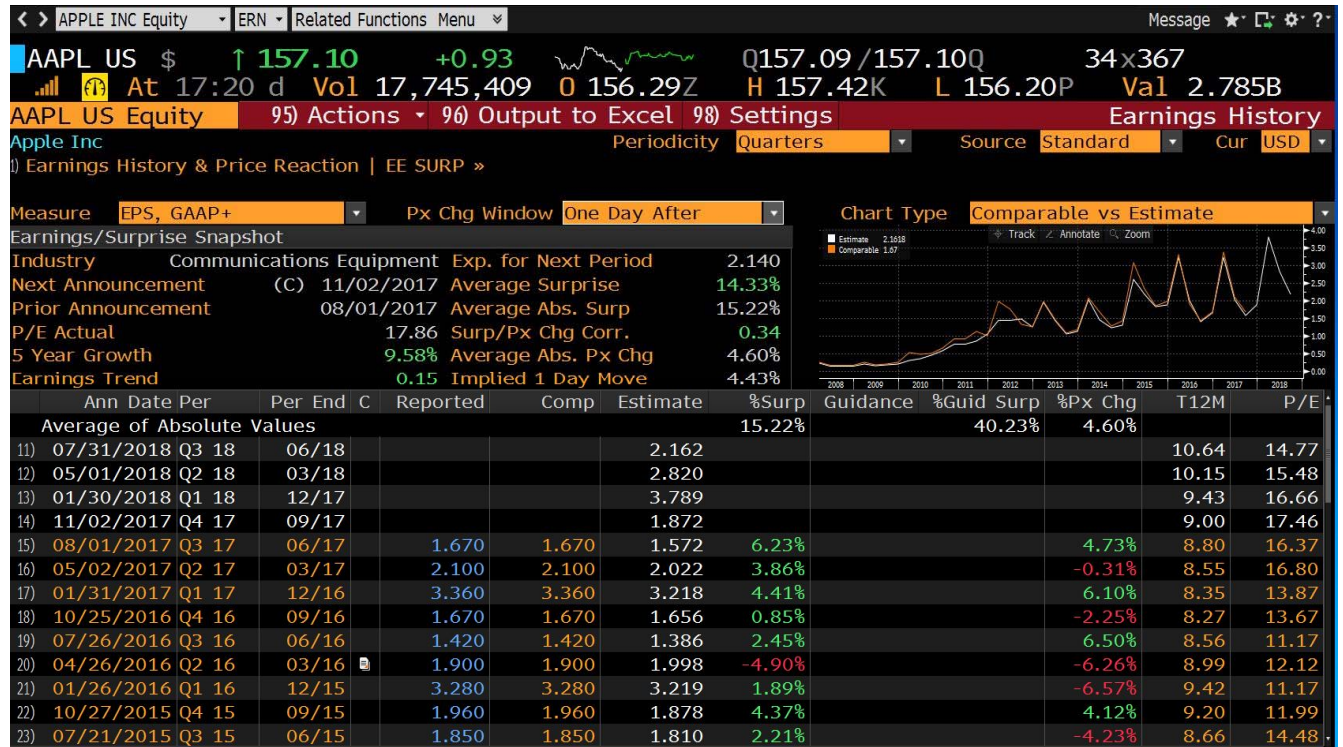 < > APPLE INC Equity ERN Related Functions Menu Message ?
AAPL US $ ↑ 157.10 +0.93 Q157.09/157.10Q 34x367
At 17:20 d Vol 17,745,409 O 156.29Z H 157.42K L 156.20P Val 2.785B
AAPL US Equity 95) Actions 96) Output to Excel 98) Settings Earnings History
Apple Inc Periodicity Quarters Source Standard Cur USD
1) Earnings History & Price Reaction | EE SURP »
Measure EPS, GAAP+ Px Chg Window One Day After Chart Type Comparable vs Estimate
Earnings/Surprise Snapshot
Industry Communications Equipment Exp. for Next Period 2.140
Next Announcement (C) 11/02/2017 Average Surprise 14.33%
Prior Announcement 08/01/2017 Average Abs. Surp 15.22%
P/E Actual 17.86 Surp/Px Chg Corr. 0.34
5 Year Growth 9.58% Average Abs. Px Chg 4.60%
Earnings Trend 0.15 Implied 1 Day Move 4.43%
Estimate 2.1618
Comparable 1.67
Track Annotate Zoom
4.00
3.50
3.00
2.50
2.00
1.50
1.00
0.50
0.00
2008 2009 2010 2011 2012 2013 2014 2015 2016 2017 2018
Ann Date Per Per End C Reported Comp Estimate %Surp Guidance %Guid Surp %Px Chg T12M P/E
Average of Absolute Values 15.22% 40.23% 4.60%
11) 07/31/2018 Q3 18 06/18 2.162 10.64 14.77
12) 05/01/2018 Q2 18 03/18 2.820 10.15 15.48
13) 01/30/2018 Q1 18 12/17 3.789 9.43 16.66
14) 11/02/2017 Q4 17 09/17 1.872 9.00 17.46
15) 08/01/2017 Q3 17 06/17 1.670 1.670 1.572 6.23% 4.73% 8.80 16.37
16) 05/02/2017 Q2 17 03/17 2.100 2.100 2.022 3.86% -0.31% 8.55 16.80
17) 01/31/2017 Q1 17 12/16 3.360 3.360 3.218 4.41% 6.10% 8.35 13.87
18) 10/25/2016 Q4 16 09/16 1.670 1.670 1.656 0.85% -2.25% 8.27 13.67
19) 07/26/2016 Q3 16 06/16 1.420 1.420 1.386 2.45% 6.50% 8.56 11.17
20) 04/26/2016 Q2 16 03/16 1.900 1.900 1.998 -4.90% -6.26% 8.99 12.12
21) 01/26/2016 Q1 16 12/15 3.280 3.280 3.219 1.89% -6.57% 9.42 11.17
22) 10/27/2015 Q4 15 09/15 1.960 1.960 1.878 4.37% 4.12% 9.20 11.99
23) 07/21/2015 Q3 15 06/15 1.850 1.850 1.810 2.21% -4.23% 8.66 14.48